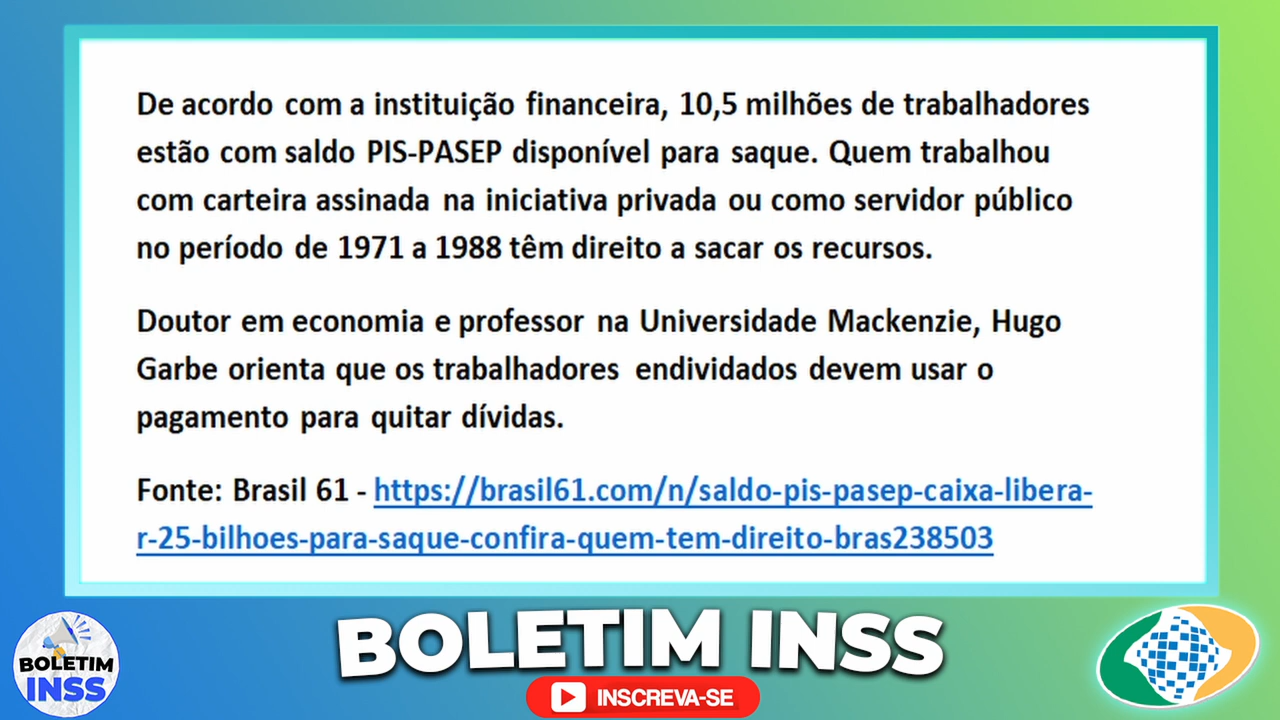 De acordo com a instituição financeira, 10,5 milhões de trabalhadores
estão com saldo PIS-PASEP disponível para saque. Quem trabalhou
com carteira assinada na iniciativa privada ou como servidor público
no período de 1971 a 1988 têm direito a sacar os recursos.
Doutor em economia e professor na Universidade Mackenzie, Hugo
Garbe orienta que os trabalhadores endividados devem usar o
pagamento para quitar dívidas.
Fonte: Brasil 61 - https://brasil61.com/n/saldo-pis-pasep-caixa-libera-
r-25-bilhoes-para-saque-confira-quem-tem-direito-bras238503
BOLETIM
INSS
BOLETIM INSS
INSCREVA-SE